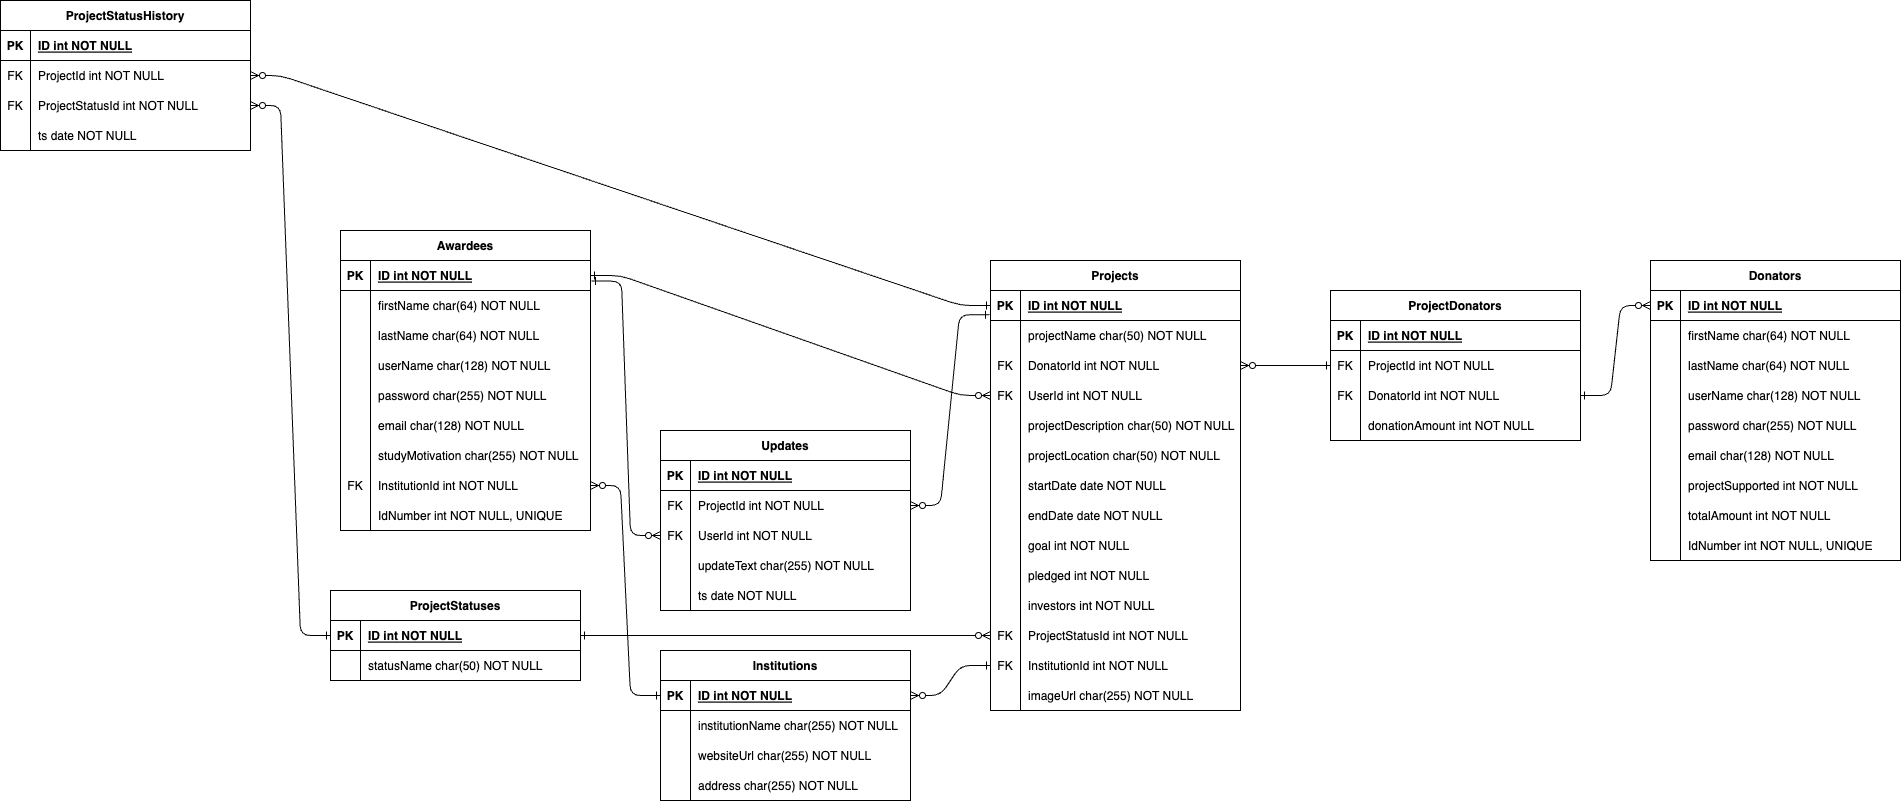 ProjectStatusHistory
PK ID int NOT NULL
FK ProjectId int NOT NULL
FK ProjectStatusId int NOT NULL
ts date NOT NULL
Awardees
PK ID int NOT NULL
firstName char(64) NOT NULL
lastName char(64) NOT NULL
userName char(128) NOT NULL
password char(255) NOT NULL
email char(128) NOT NULL
studyMotivation char(255) NOT NULL
FK InstitutionId int NOT NULL
IdNumber int NOT NULL, UNIQUE
ProjectStatuses
PK ID int NOT NULL
statusName char(50) NOT NULL
Updates
PK ID int NOT NULL
FK ProjectId int NOT NULL
FK UserId int NOT NULL
updateText char(255) NOT NULL
ts date NOT NULL
Institutions
PK ID int NOT NULL
institutionName char(255) NOT NULL
websiteUrl char(255) NOT NULL
address char(255) NOT NULL
Projects
PK ID int NOT NULL
projectName char(50) NOT NULL
FK DonatorId int NOT NULL
FK UserId int NOT NULL
projectDescription char(50) NOT NULL
projectLocation char(50) NOT NULL
startDate date NOT NULL
endDate date NOT NULL
goal int NOT NULL
pledged int NOT NULL
investors int NOT NULL
FK ProjectStatusId int NOT NULL
FK InstitutionId int NOT NULL
imageUrl char(255) NOT NULL
ProjectDonators
PK ID int NOT NULL
FK ProjectId int NOT NULL
FK DonatorId int NOT NULL
donationAmount int NOT NULL
Donators
PK ID int NOT NULL
firstName char(64) NOT NULL
lastName char(64) NOT NULL
userName char(128) NOT NULL
password char(255) NOT NULL
email char(128) NOT NULL
projectSupported int NOT NULL
totalAmount int NOT NULL
IdNumber int NOT NULL, UNIQUE